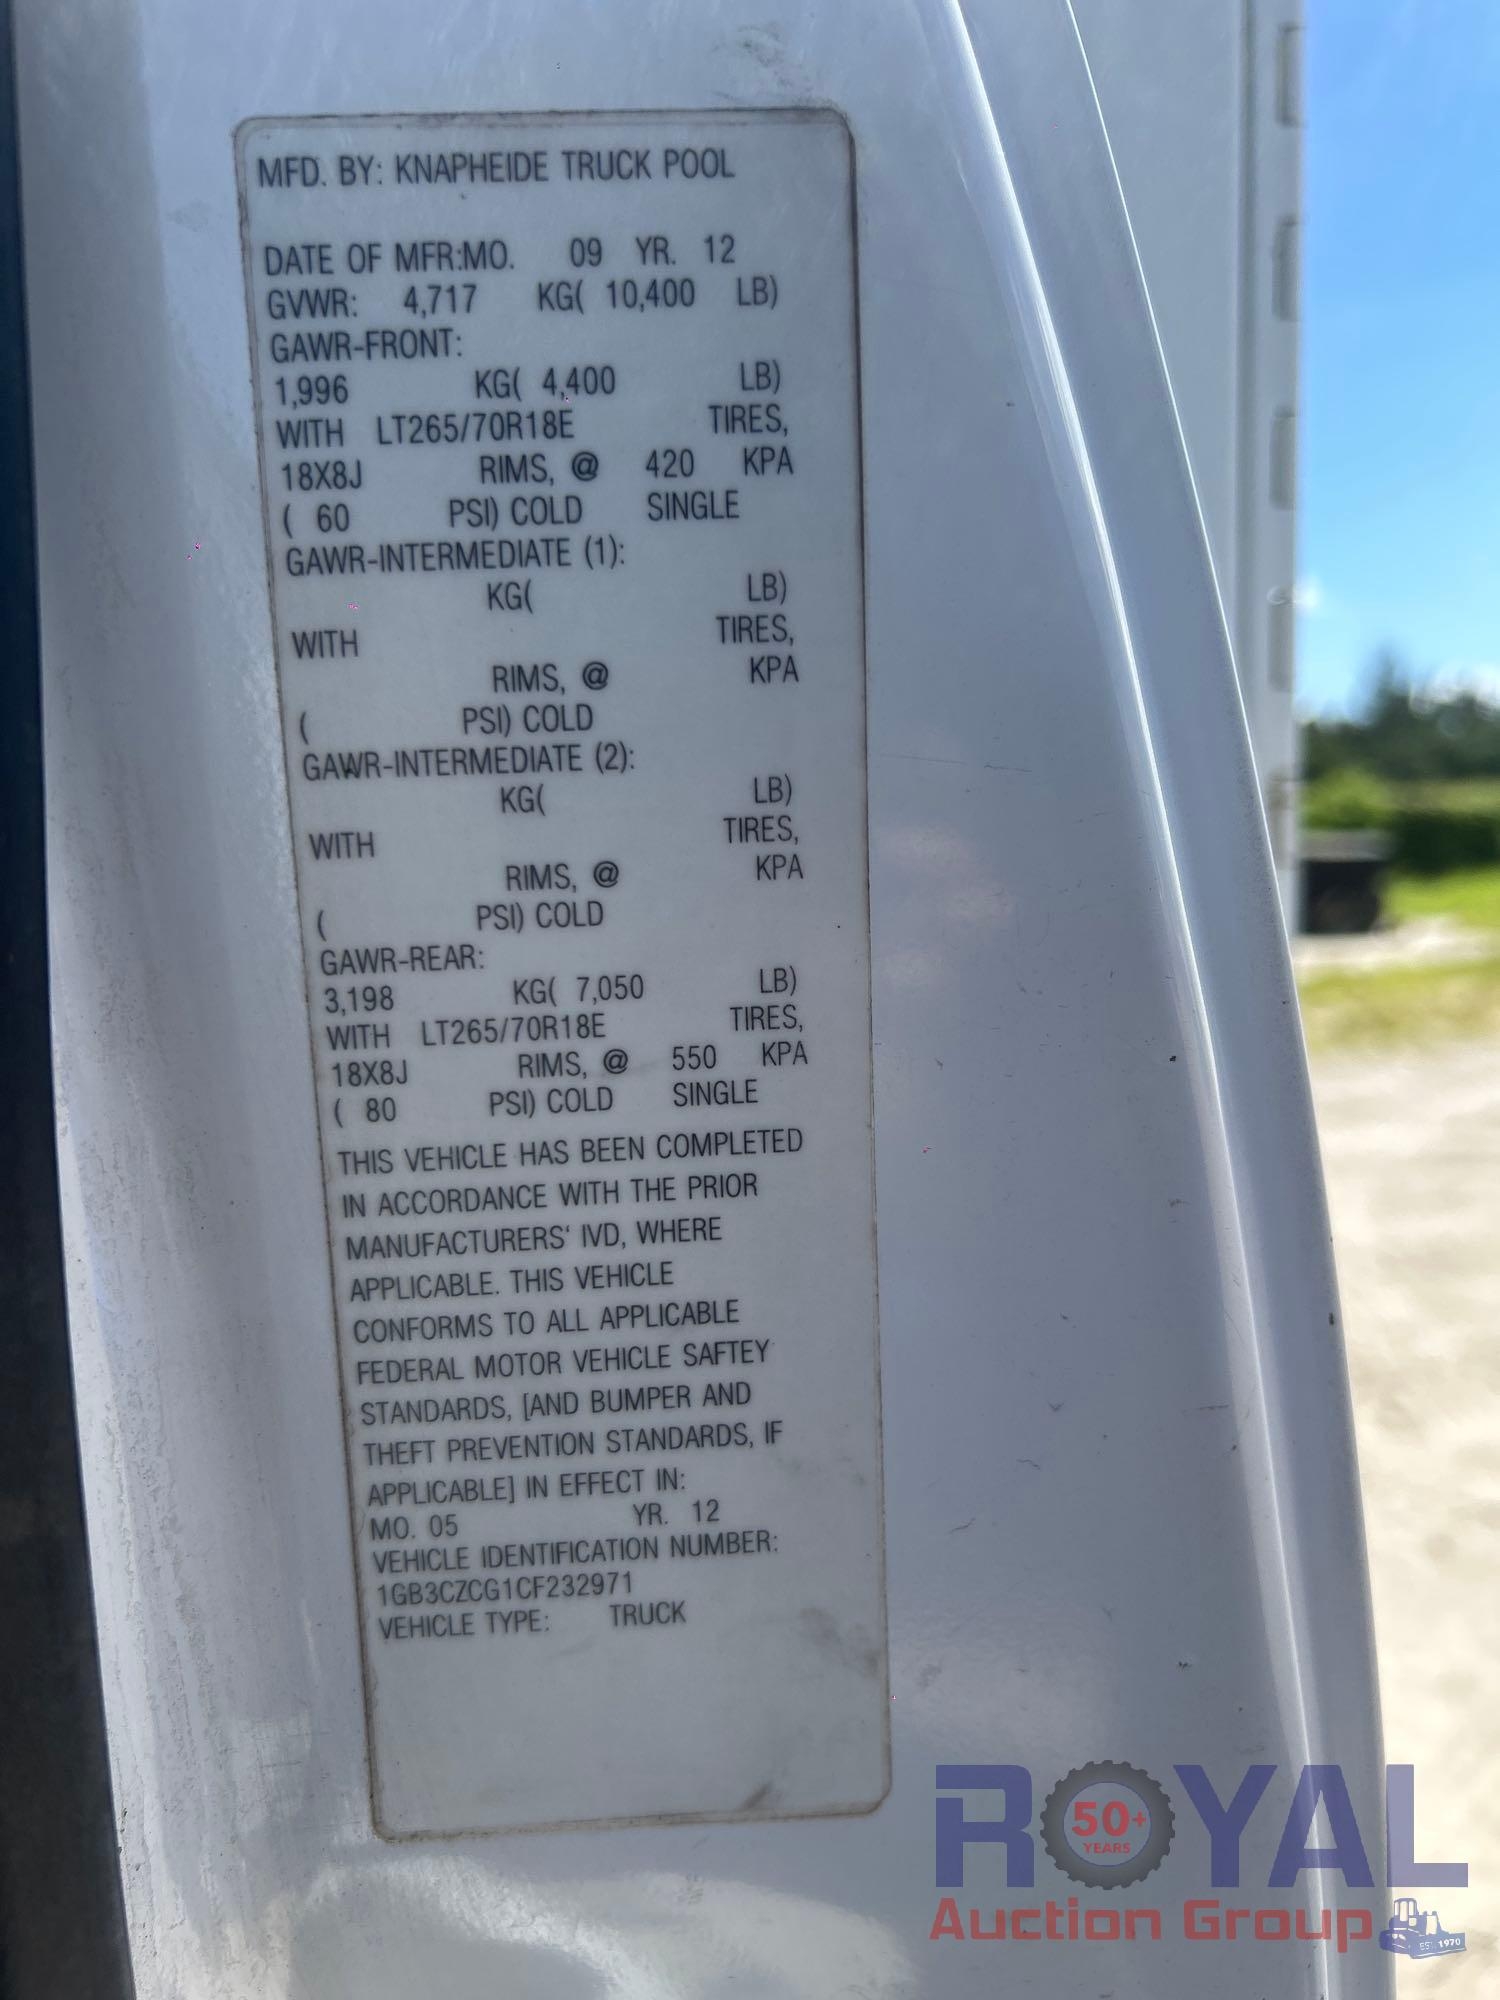 MFD. BY: KNAPHEIDE TRUCK POOL
DATE OF MFR:MO. 09 YR. 12
GVWR: 4,717 KG( 10,400 LB)
GAWR-FRONT:
1,996 KG( 4,400 LB)
WITH LT265/70R18E TIRES,
18X8J RIMS, @ 420 KPA
( 60 PSI) COLD SINGLE
GAWR-INTERMEDIATE (1):
KG( LB)
WITH TIRES,
RIMS, @ KPA
( PSI) COLD
GAWR-INTERMEDIATE (2):
KG( LB)
WITH TIRES,
RIMS, @ KPA
( PSI) COLD
GAWR-REAR:
3,198 KG( 7,050 LB)
WITH LT265/70R18E TIRES,
18X8J RIMS, @ 550 KPA
( 80 PSI) COLD SINGLE
THIS VEHICLE HAS BEEN COMPLETED
IN ACCORDANCE WITH THE PRIOR
MANUFACTURERS' IVD, WHERE
APPLICABLE. THIS VEHICLE
CONFORMS TO ALL APPLICABLE
FEDERAL MOTOR VEHICLE SAFTEY
STANDARDS, [AND BUMPER AND
THEFT PREVENTION STANDARDS, IF
APPLICABLE] IN EFFECT IN:
MO. 05 YR. 12
VEHICLE IDENTIFICATION NUMBER:
1GB3CZCG1CF232971
VEHICLE TYPE: TRUCK
ROYAL
50+
YEARS
Auction Group
EST. 1970